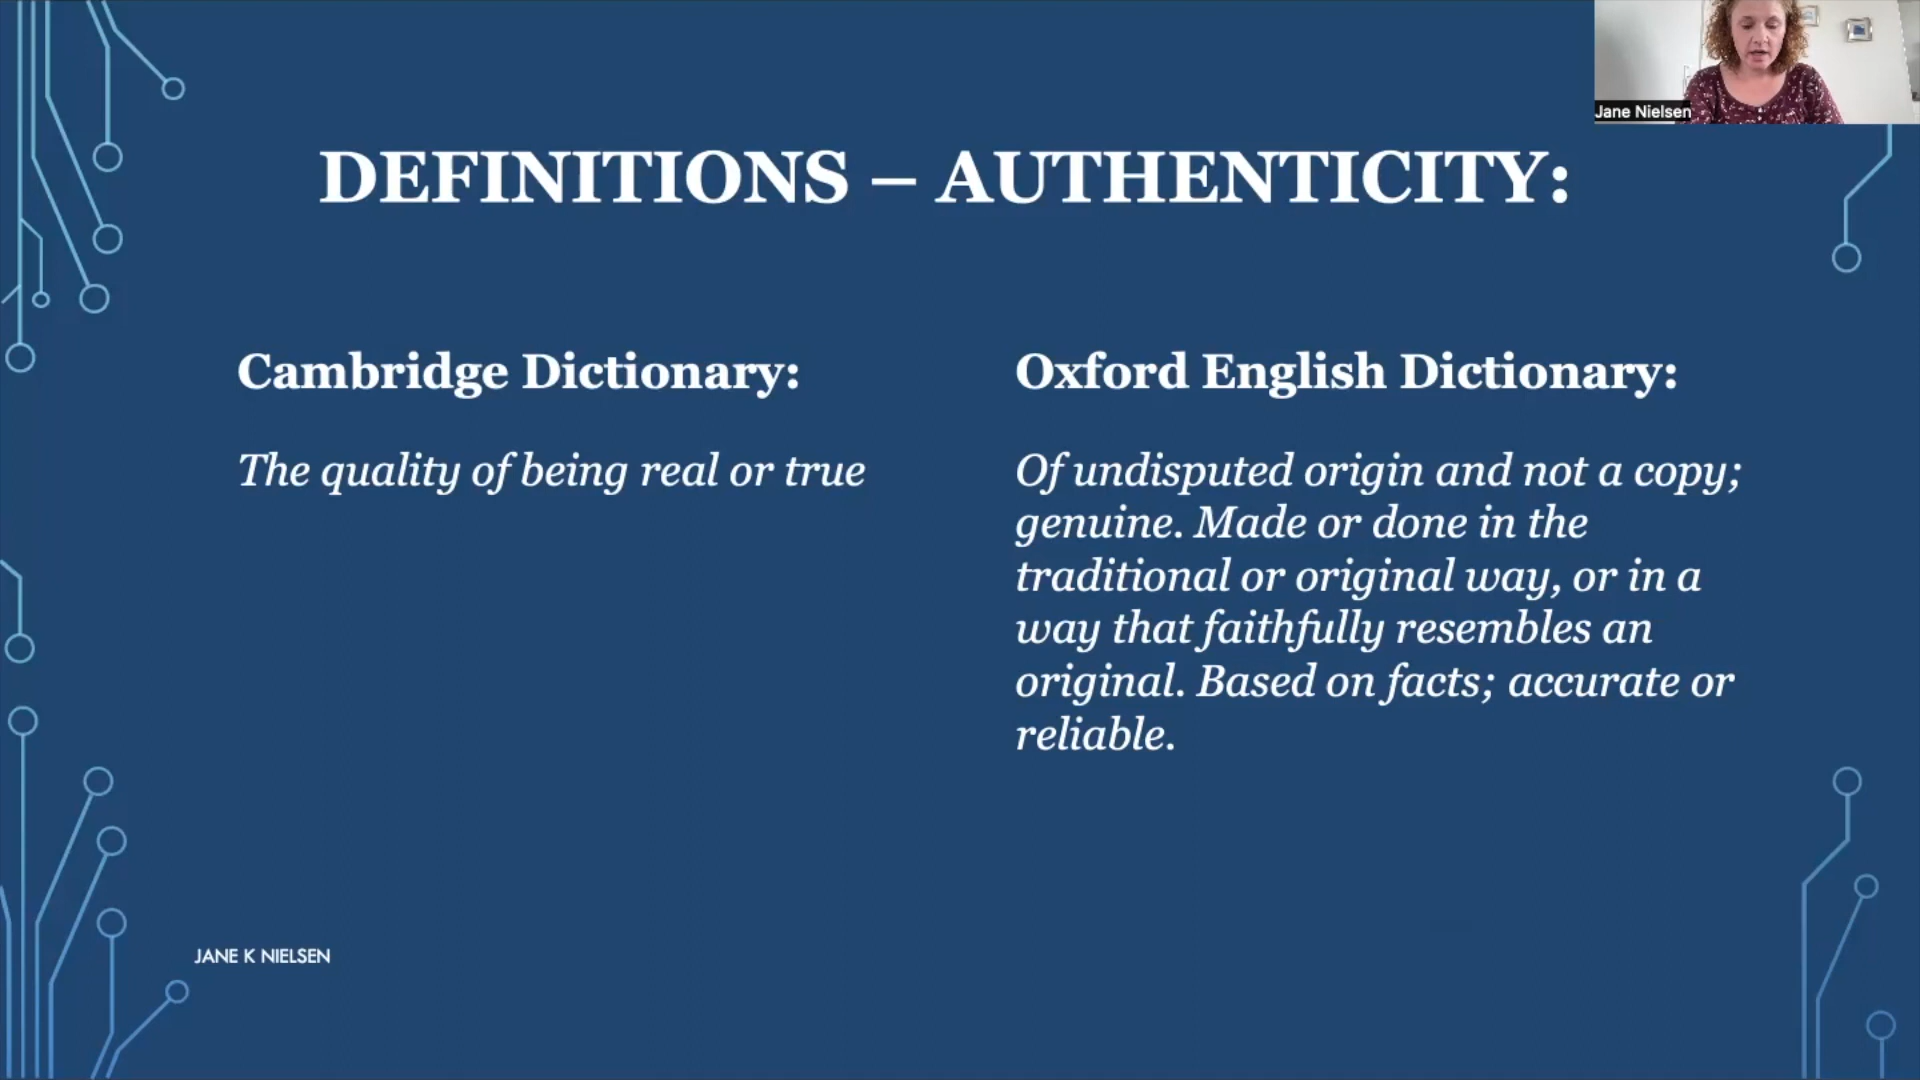 Jane Nielsen
DEFINITIONS – AUTHENTICITY:
Cambridge Dictionary:
The quality of being real or true
Oxford English Dictionary:
Of undisputed origin and not a copy;
genuine. Made or done in the
traditional or original way, or in a
way that faithfully resembles an
original. Based on facts; accurate or
reliable.
JANE K NIELSEN